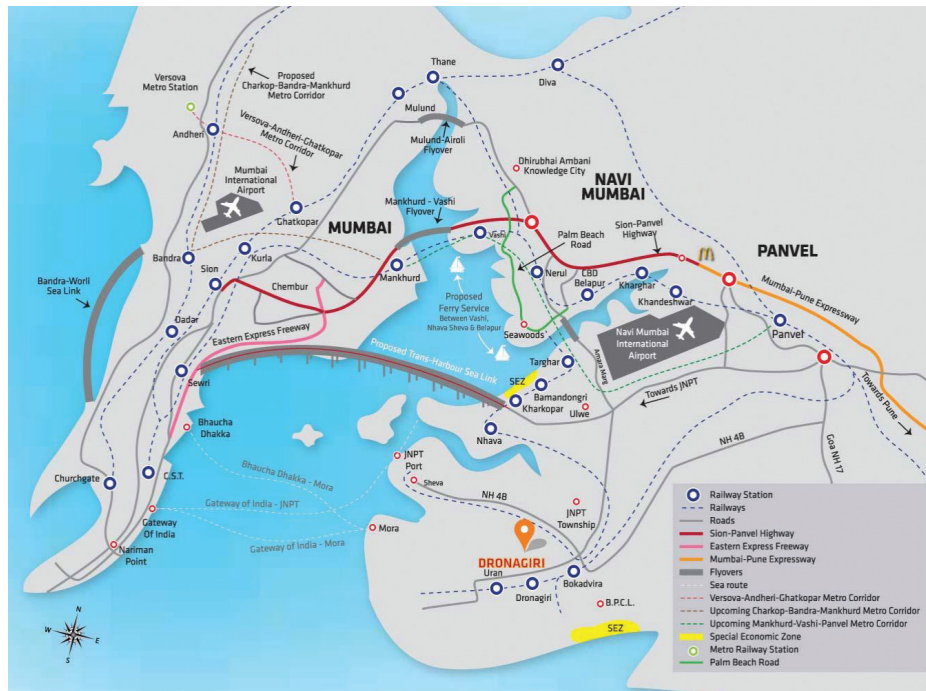 Thane
Diva
Versova
Metro Station
Proposed
Charkop-Bandra-Mankhurd
Metro Corridor
Mulund
Andheri
Versova-Andheri-Ghatkopar
Metro Corridor
Mulund-Airoli
Flyover
Dhirubhai Ambani
Knowledge City
Mumbai
International
Airport
NAVI
MUMBAI
Ghatkopar
MUMBAI
Mankhurd - Vashi
Flyover
Vashi
Palm Beach
Road
Sion-Panvel
Highway
PANVEL
Bandra
Sion
Kurla
Mankhurd
Nerul
CBD
Belapur
Kharghar
Khandeshwar
Mumbai-Pune Expressway
Bandra-Worli
Sea Link
Chembur
Proposed
Ferry Service
Between Vashi,
Nhava Sheva & Belapur
Dadar
Eastern Express Freeway
Seawoods
Navi Mumbai
International
Airport
Panvel
Proposed Trans-Harbour Sea Link
Targhar
Amara Marg
Sewri
SEZ
Bamandongri
Kharkopar
Ulwe
Towards JNPT
Towards Pune
Bhaucha
Dhakka
Nhava
NH 4B
Goa NH 17
JNPT
Port
Sheva
Bhaucha Dhakka - Mora
Churchgate
C.S.T.
Gateway of India - JNPT
NH 4B
JNPT
Township
Gateway
Of India
Mora
Gateway of India - Mora
Nariman
Point
DRONAGIRI
Uran
Dronagiri
Bokadvira
B.P.C.L.
SEZ
N
W
E
S
Railway Station
Railways
Roads
Sion-Panvel Highway
Eastern Express Freeway
Mumbai-Pune Expressway
Flyovers
Sea route
Versova-Andheri-Ghatkopar Metro Corridor
Upcoming Charkop-Bandra-Mankhurd Metro Corridor
Upcoming Mankhurd-Vashi-Panvel Metro Corridor
Special Economic Zone
Metro Railway Station
Palm Beach Road